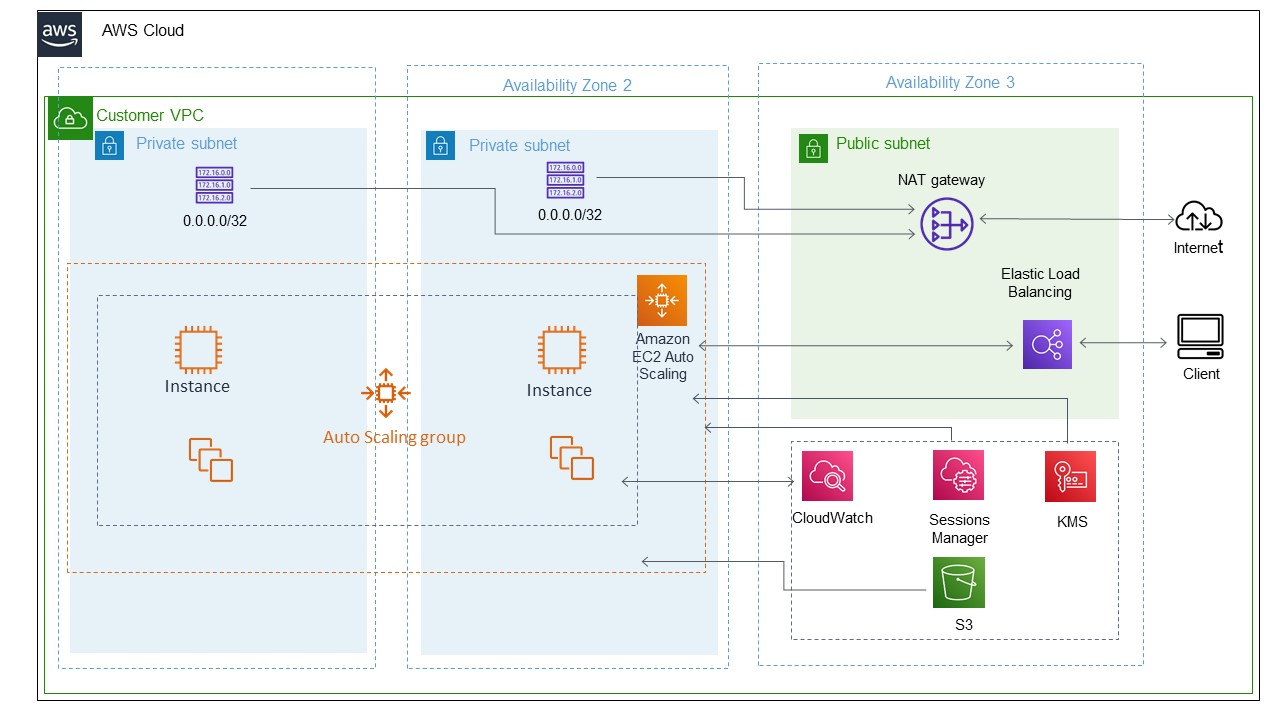 aws
AWS Cloud
Availability Zone 2
Availability Zone 3
Customer VPC
Private subnet
Private subnet
Public subnet
172.16.0.0
172.16.1.0
172.16.2.0
0.0.0.0/32
172.16.0.0
172.16.1.0
172.16.2.0
0.0.0.0/32
NAT gateway
Internet
Elastic Load
Balancing
Client
Amazon
EC2 Auto
Scaling
Instance
Instance
Auto Scaling group
CloudWatch
Sessions
Manager
KMS
S3